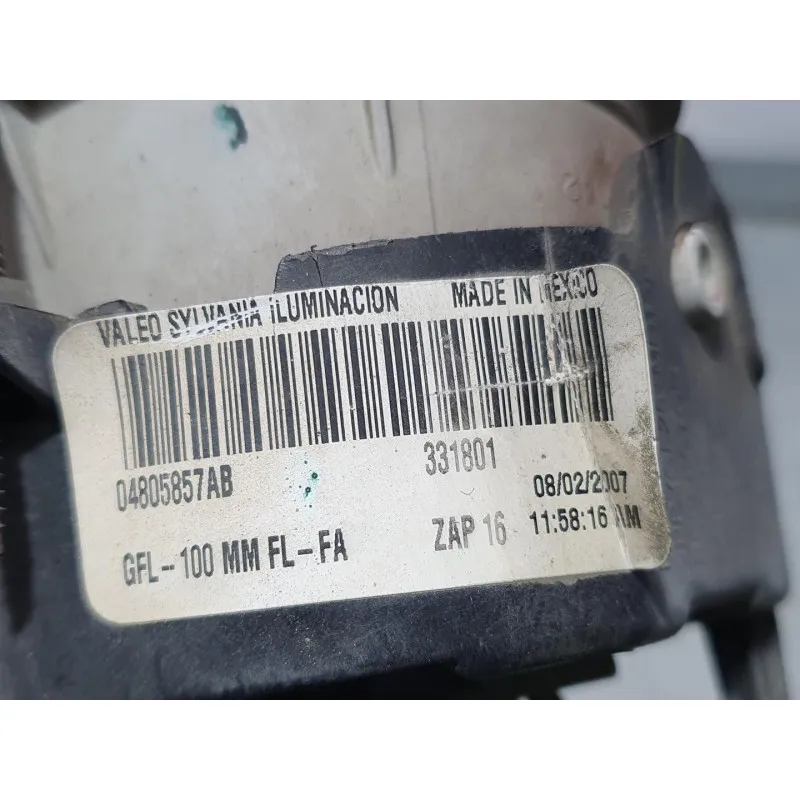 VALEO SYLVANIA ILUMINACION MADE IN MEXICO
04805857AB 331801 08/02/2007
GFL-100 MM FL-FA ZAP 16 11:58:16 AM